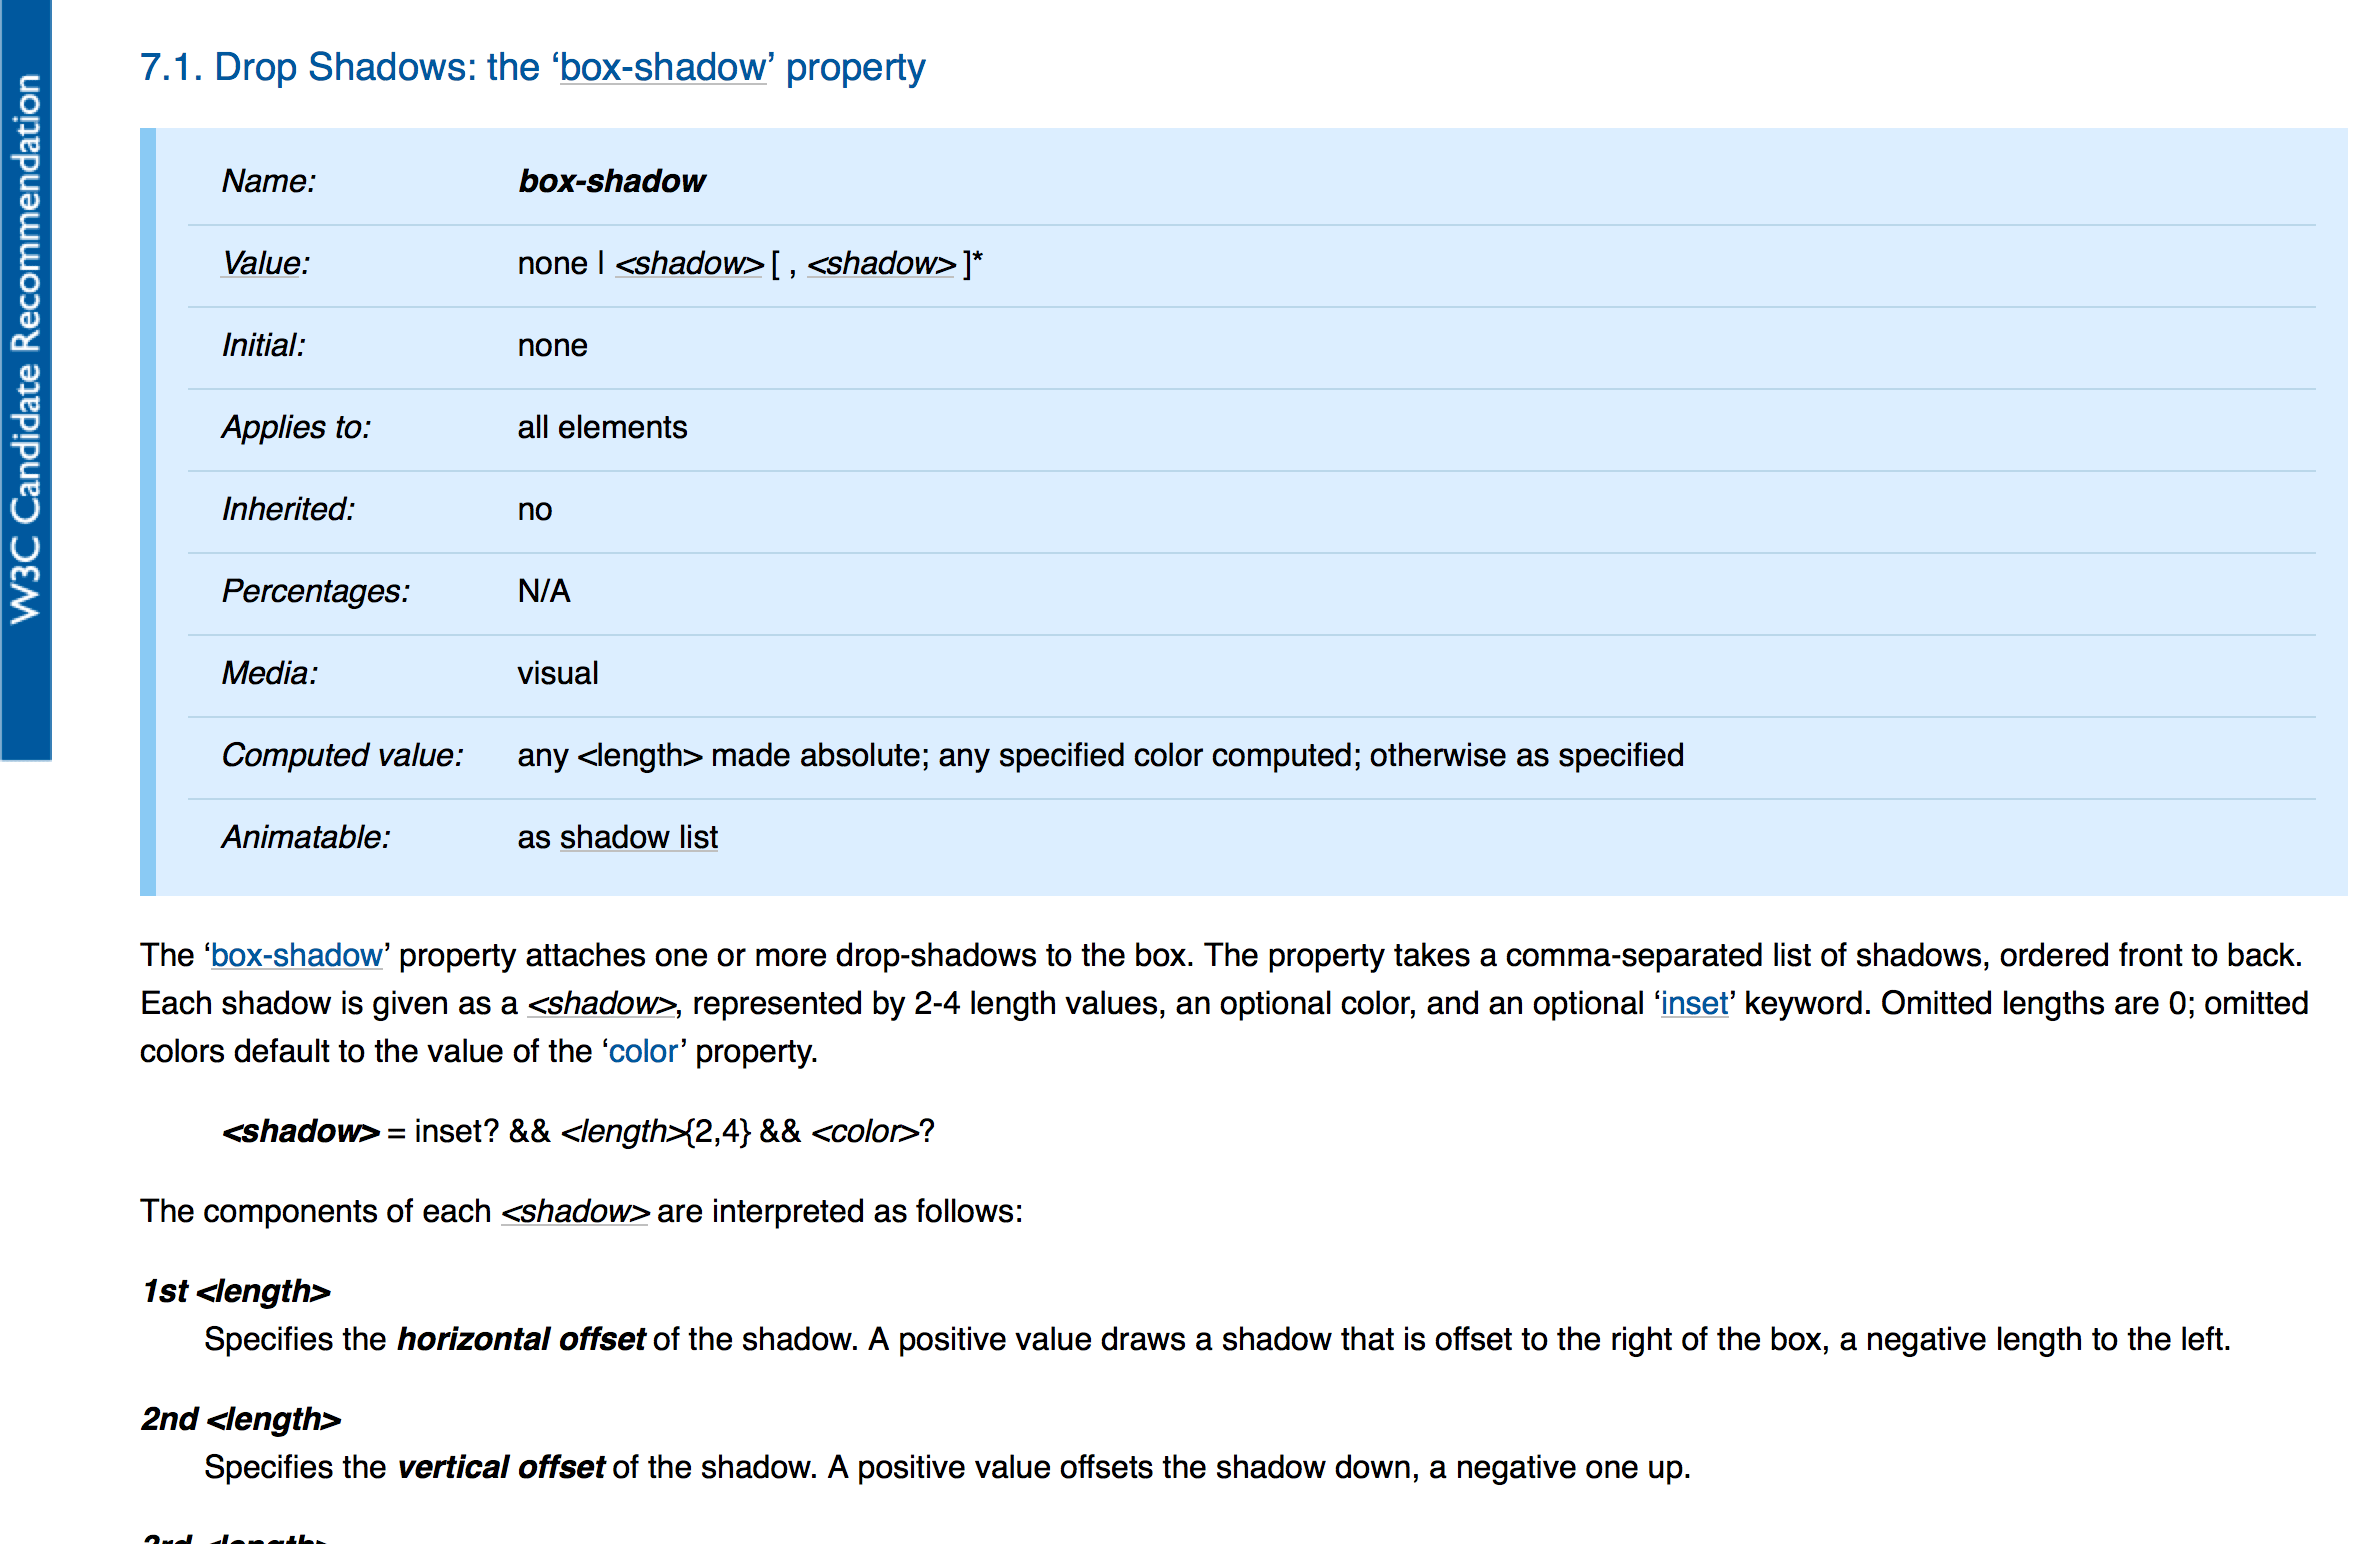 W3C Candidate Recommendation
7.1. Drop Shadows: the ‘box-shadow’ property
Name: box-shadow
Value: none | <shadow> [ , <shadow> ]*
Initial: none
Applies to: all elements
Inherited: no
Percentages: N/A
Media: visual
Computed value: any <length> made absolute; any specified color computed; otherwise as specified
Animatable: as shadow list
The ‘box-shadow’ property attaches one or more drop-shadows to the box. The property takes a comma-separated list of shadows, ordered front to back.
Each shadow is given as a <shadow>, represented by 2-4 length values, an optional color, and an optional ‘inset’ keyword. Omitted lengths are 0; omitted
colors default to the value of the ‘color’ property.
<shadow> = inset? && <length>{2,4} && <color>?
The components of each <shadow> are interpreted as follows:
1st <length>
Specifies the horizontal offset of the shadow. A positive value draws a shadow that is offset to the right of the box, a negative length to the left.
2nd <length>
Specifies the vertical offset of the shadow. A positive value offsets the shadow down, a negative one up.
3rd <length>